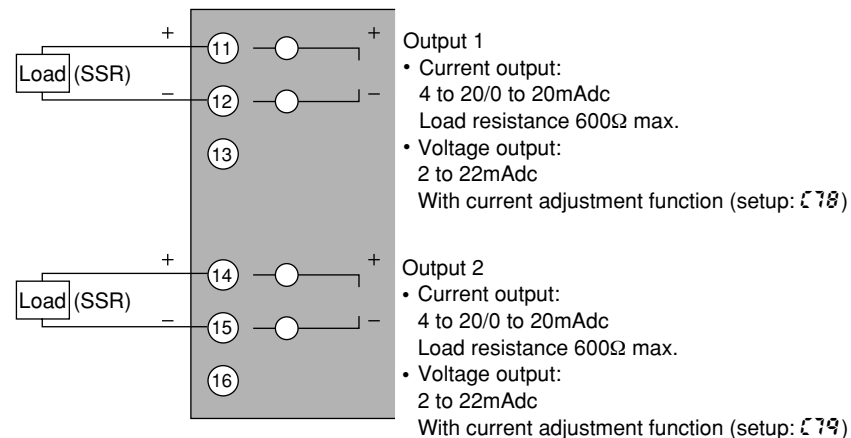 +
11
+
Output 1
• Current output:
Load (SSR)
4 to 20/0 to 20mAdc
−
12
−
Load resistance 600Ω max.
13
• Voltage output:
2 to 22mAdc
With current adjustment function (setup: C78)
+
14
+
Output 2
• Current output:
Load (SSR)
4 to 20/0 to 20mAdc
−
15
−
Load resistance 600Ω max.
16
• Voltage output:
2 to 22mAdc
With current adjustment function (setup: C79)